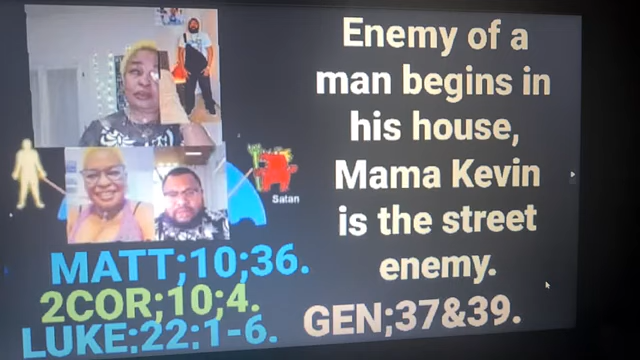 Enemy of a
man begins in
his house,
Mama Kevin
is the street
enemy.
Satan
MATT;10;36.
2COR;10;4.
LUKE;22;1-6.
GEN;37&39.